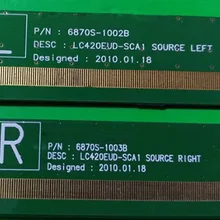 L
P/N : 6870S-1002B
DESC : LC420EUD-SCA1 SOURCE LEFT
Designed : 2010.01.18
R
P/N : 6870S-1003B
DESC : LC420EUD-SCA1 SOURCE RIGHT
Designed : 2010.01.18